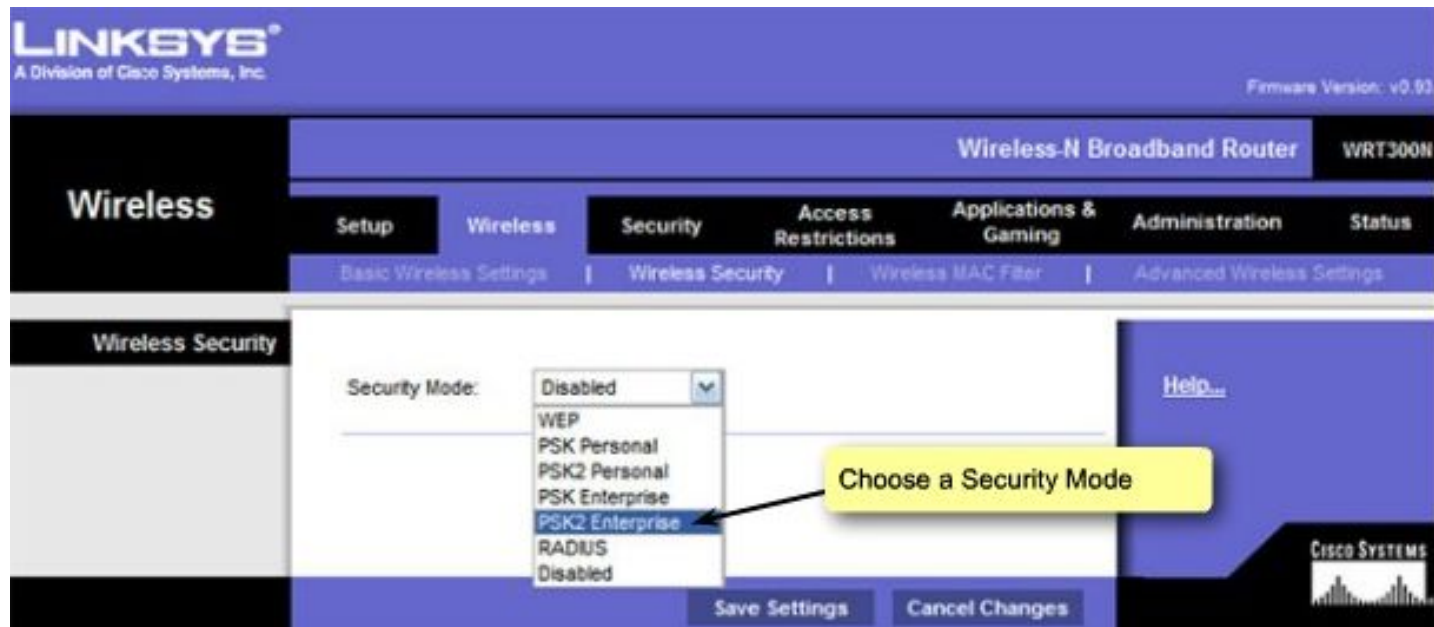 LINKSYS®
A Division of Cisco Systems, Inc.
Firmware Version: v0.93
Wireless-N Broadband Router WRT300N
Wireless
Setup Wireless Security Access Restrictions Applications & Gaming Administration Status
Basic Wireless Settings | Wireless Security | Wireless MAC Filter | Advanced Wireless Settings
Wireless Security
Security Mode: Disabled
Help...
WEP
PSK Personal
PSK2 Personal
PSK Enterprise
PSK2 Enterprise
RADIUS
Disabled
Choose a Security Mode
CISCO SYSTEMS
Save Settings Cancel Changes